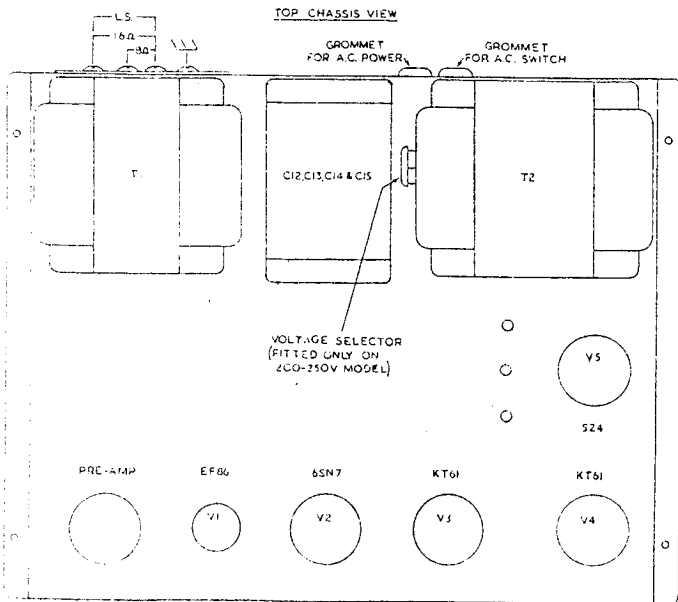 TOP CHASSIS VIEW
L.S.
16Ω
8Ω
GROMMET
FOR A.C. POWER
GROMMET
FOR A.C. SWITCH
T1
C12,C13,C14 & C15
T2
VOLTAGE SELECTOR
(FITTED ONLY ON
200-250V MODEL)
V5
5Z4
PRE-AMP
EF86
6SN7
KT61
KT61
V1
V2
V3
V4